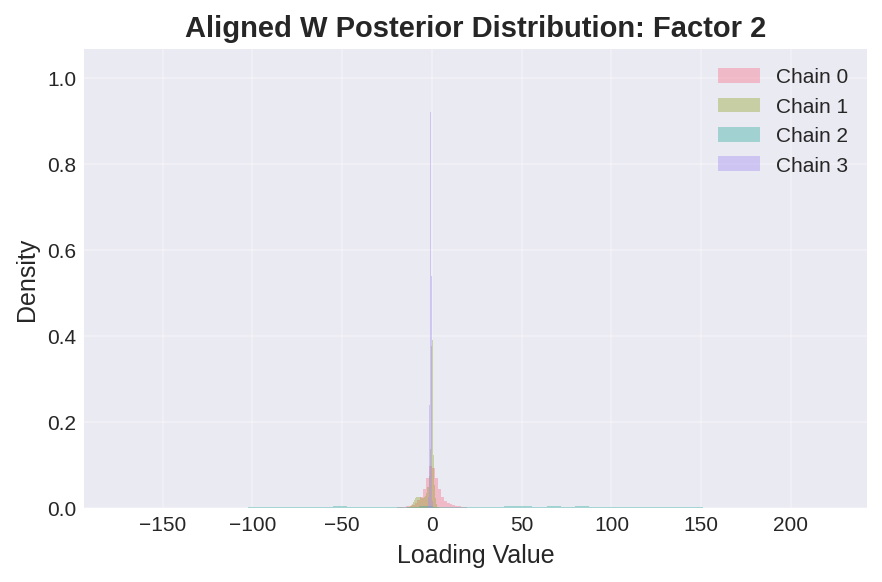 Aligned W Posterior Distribution: Factor 2
1.0
0.8
0.6
0.4
0.2
0.0
Density
Chain 0
Chain 1
Chain 2
Chain 3
−150 −100 −50 0 50 100 150 200
Loading Value